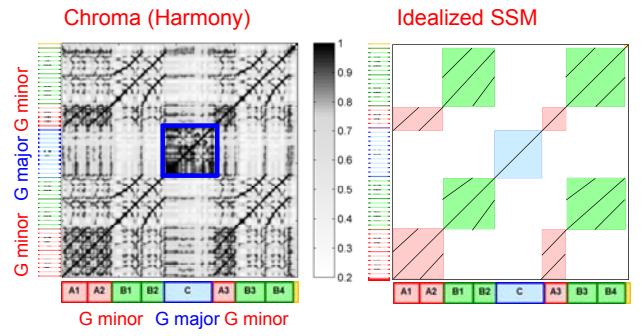 Chroma (Harmony)
Idealized SSM
G minor G major G minor
1
0.9
0.8
0.7
0.6
0.5
0.4
0.3
0.2
A1 A2 B1 B2 C A3 B3 B4
A1 A2 B1 B2 C A3 B3 B4
G minor G major G minor